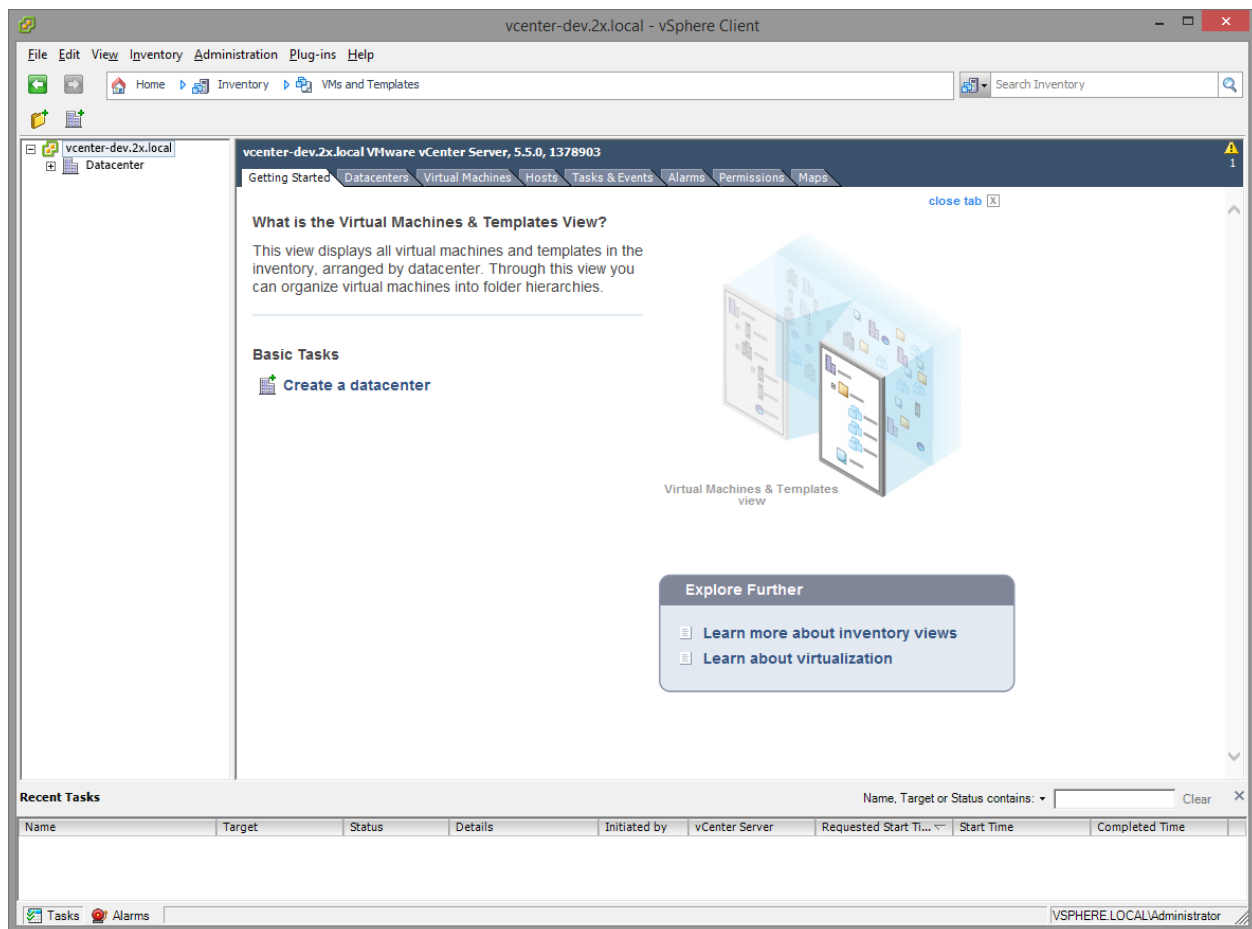 vcenter-dev.2x.local - vSphere Client
File Edit View Inventory Administration Plug-ins Help
Home Inventory VMs and Templates
Search Inventory
vcenter-dev.2x.local
Datacenter
vcenter-dev.2x.local VMware vCenter Server, 5.5.0, 1378903
1
Getting Started Datacenters Virtual Machines Hosts Tasks & Events Alarms Permissions Maps
close tab X
What is the Virtual Machines & Templates View?
This view displays all virtual machines and templates in the
inventory, arranged by datacenter. Through this view you
can organize virtual machines into folder hierarchies.
Basic Tasks
Create a datacenter
Virtual Machines & Templates
view
Explore Further
Learn more about inventory views
Learn about virtualization
Recent Tasks
Name, Target or Status contains:
Clear
Name Target Status Details Initiated by vCenter Server Requested Start Ti... Start Time Completed Time
Tasks Alarms
VSPHERE.LOCAL\Administrator